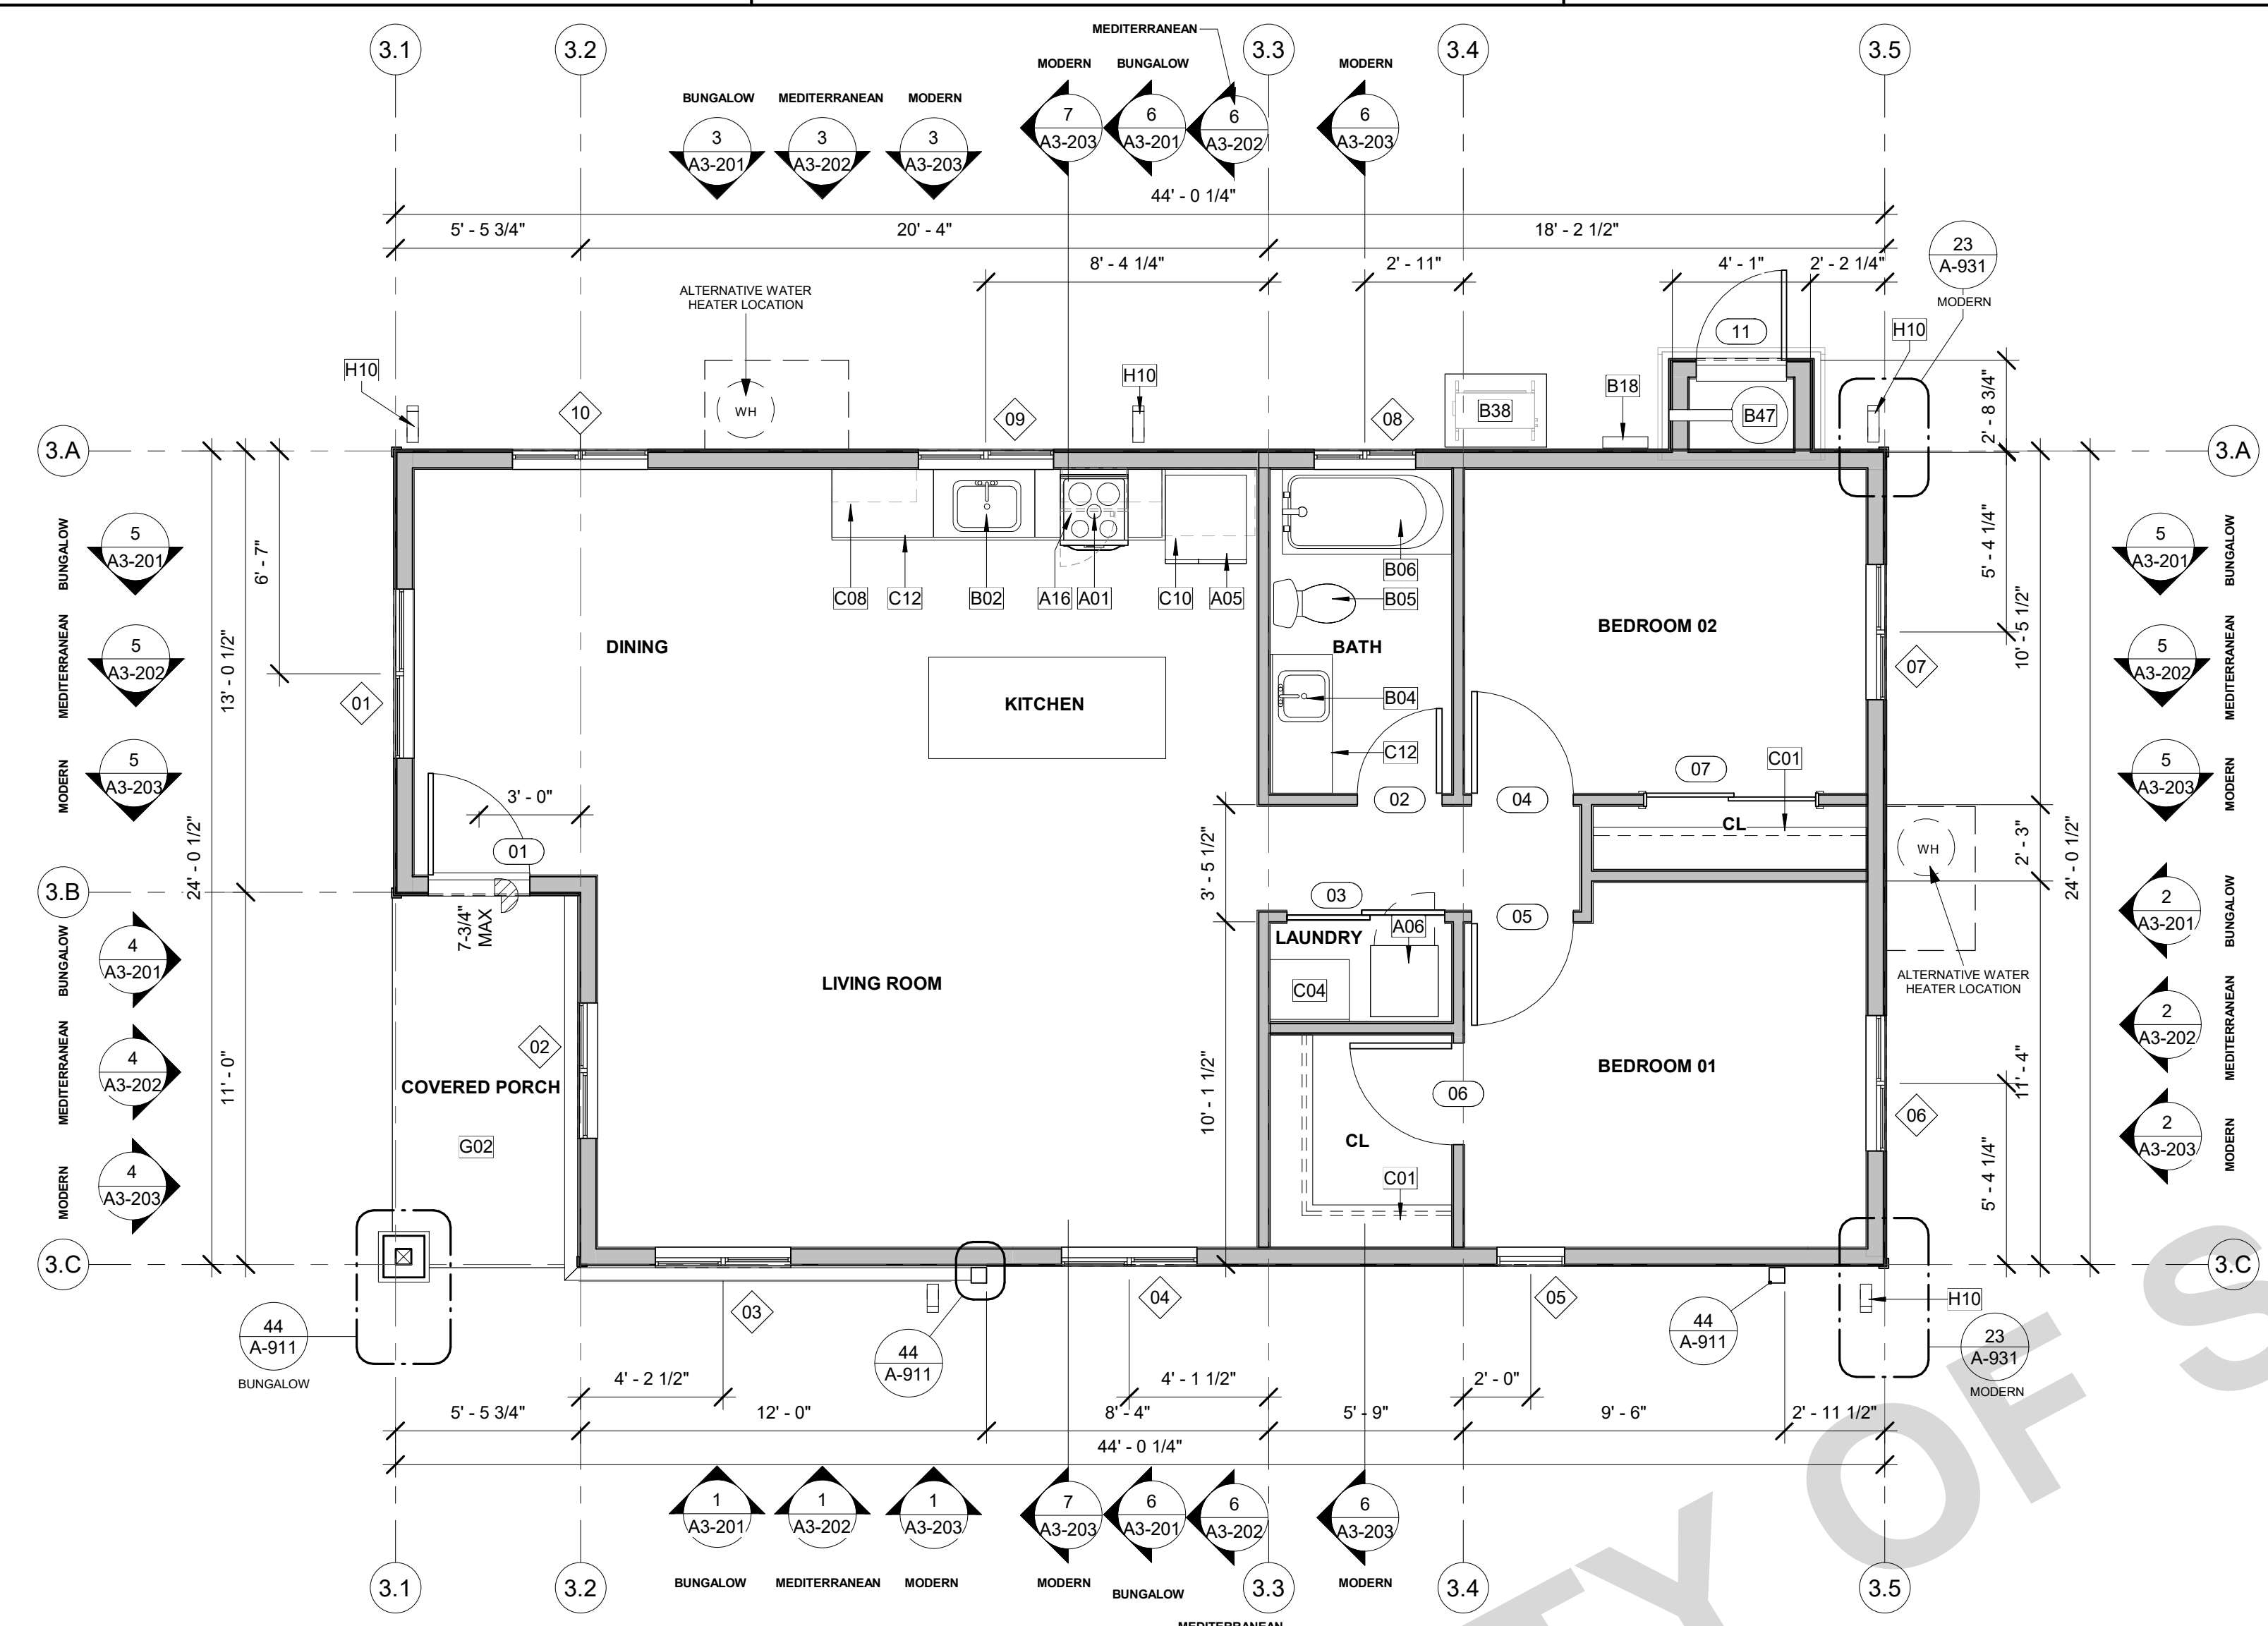 MEDITERRANEAN
3.1
3.2
3.3
3.4
3.5
MODERN
BUNGALOW
MODERN
BUNGALOW
MEDITERRANEAN
MODERN
3
A3-201
3
A3-202
3
A3-203
7
A3-203
6
A3-201
6
A3-202
6
A3-203
44' - 0 1/4"
5' - 5 3/4"
20' - 4"
18' - 2 1/2"
23
A-931
MODERN
8' - 4 1/4"
2' - 11"
4' - 1"
2' - 2 1/4"
ALTERNATIVE WATER
HEATER LOCATION
11
H10
H10
H10
B18
B38
B47
WH
10
09
08
2' - 8 3/4"
3.A
3.A
BUNGALOW
5
A3-201
MEDITERRANEAN
5
A3-202
MODERN
5
A3-203
6' - 7"
13' - 0 1/2"
24' - 0 1/2"
01
C08
C12
B02
A16
A01
C10
A05
B06
B05
BATH
B04
C12
DINING
KITCHEN
BEDROOM 02
07
5' - 4 1/4"
10' - 5 1/2"
5
A3-201
BUNGALOW
5
A3-202
MEDITERRANEAN
5
A3-203
MODERN
3' - 0"
01
02
04
07
C01
CL
WH
2' - 3"
24' - 0 1/2"
3' - 5 1/2"
3.B
7-3/4"
MAX
03
05
LAUNDRY
A06
C04
LIVING ROOM
ALTERNATIVE WATER
HEATER LOCATION
BUNGALOW
4
A3-201
MEDITERRANEAN
4
A3-202
MODERN
4
A3-203
11' - 0"
02
COVERED PORCH
G02
10' - 1 1/2"
CL
C01
06
BEDROOM 01
06
11' - 4"
5' - 4 1/4"
2
A3-201
BUNGALOW
2
A3-202
MEDITERRANEAN
2
A3-203
MODERN
3.C
3.C
03
04
05
H10
44
A-911
BUNGALOW
44
A-911
44
A-911
23
A-931
MODERN
4' - 2 1/2"
4' - 1 1/2"
2' - 0"
5' - 5 3/4"
12' - 0"
8' - 4"
5' - 9"
9' - 6"
2' - 11 1/2"
44' - 0 1/4"
1
A3-201
1
A3-202
1
A3-203
7
A3-203
6
A3-201
6
A3-202
6
A3-203
BUNGALOW
MEDITERRANEAN
MODERN
MODERN
BUNGALOW
MODERN
MEDITERRANEAN
3.1
3.2
3.3
3.4
3.5
TY OF S